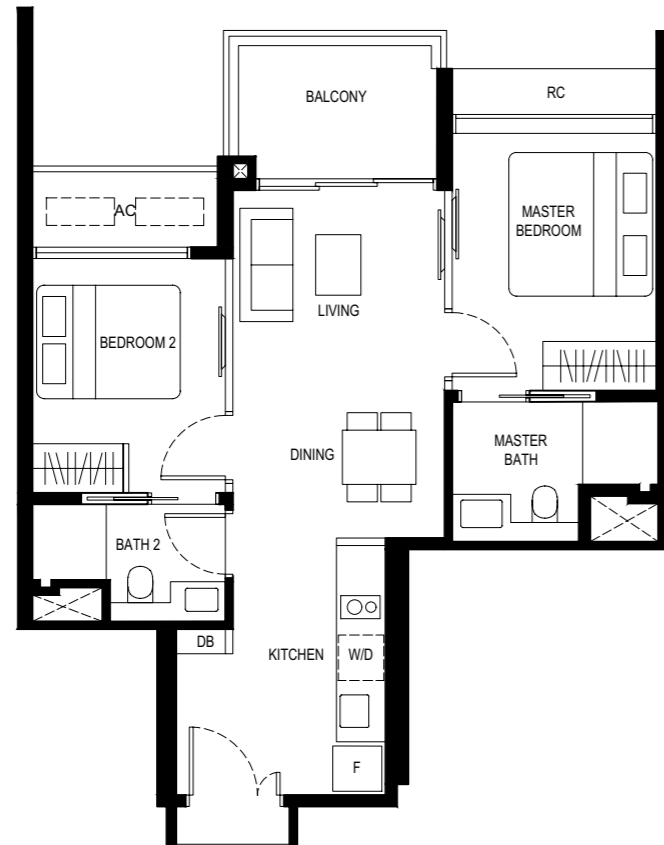 BALCONY
RC
AC
MASTER
BEDROOM
LIVING
BEDROOM 2
DINING
MASTER
BATH
BATH 2
DB
KITCHEN
W/D
F